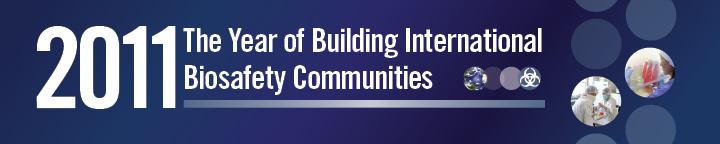 2011
The Year of Building International
Biosafety Communities